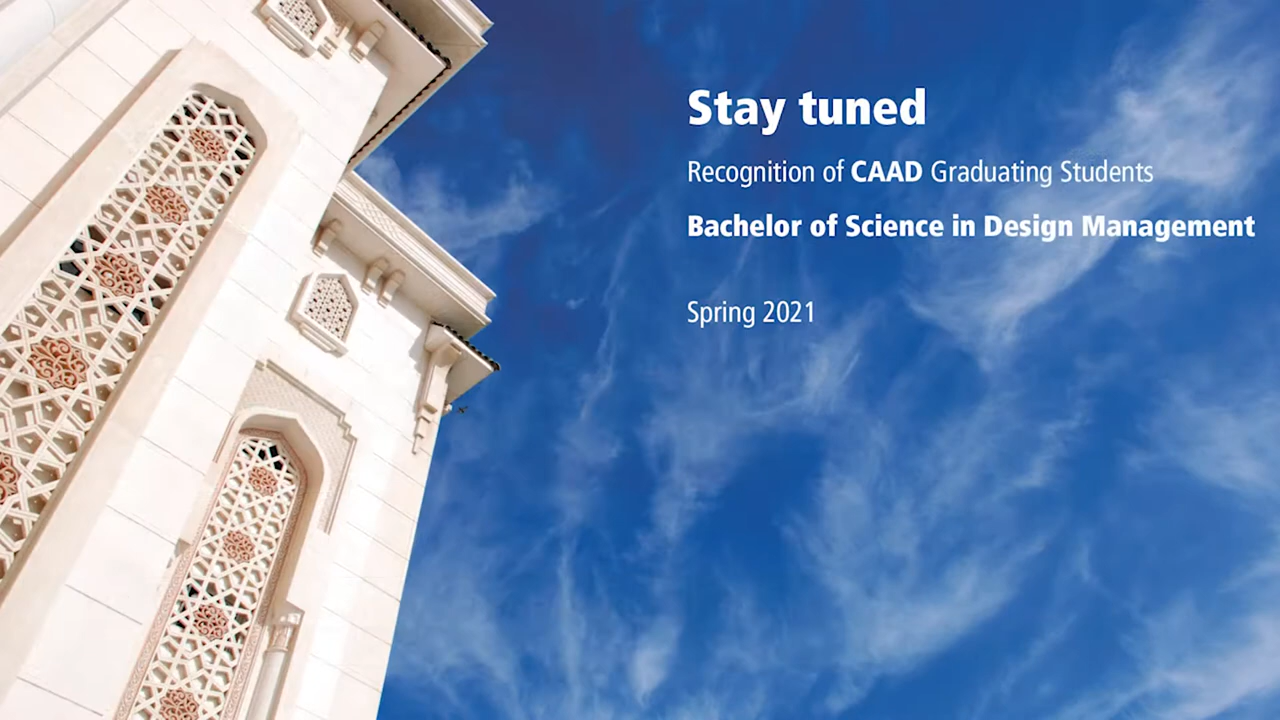 Stay tuned
Recognition of CAAD Graduating Students
Bachelor of Science in Design Management
Spring 2021